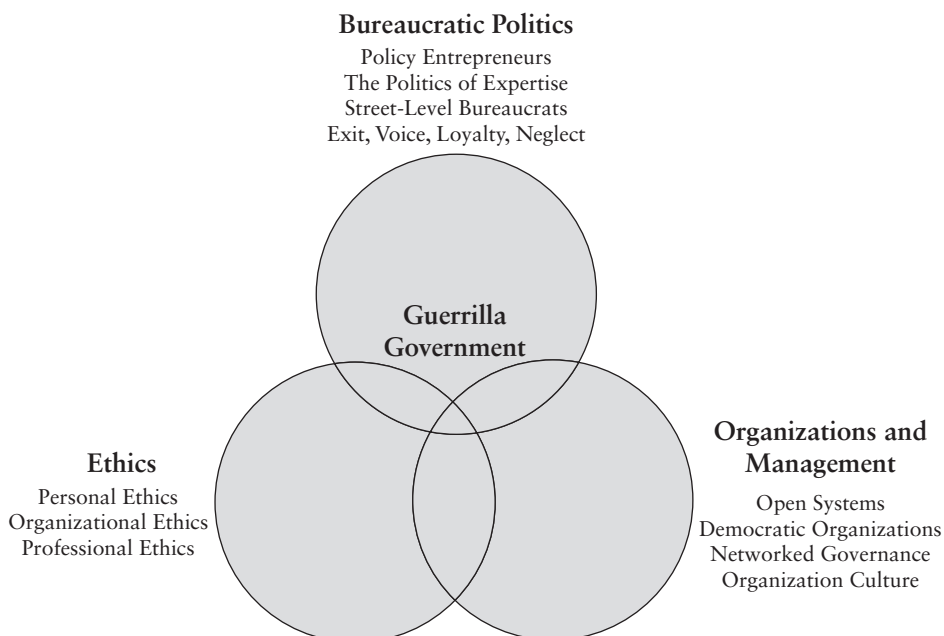 Bureaucratic Politics
Policy Entrepreneurs
The Politics of Expertise
Street-Level Bureaucrats
Exit, Voice, Loyalty, Neglect
Guerrilla
Government
Ethics
Personal Ethics
Organizational Ethics
Professional Ethics
Organizations and
Management
Open Systems
Democratic Organizations
Networked Governance
Organization Culture